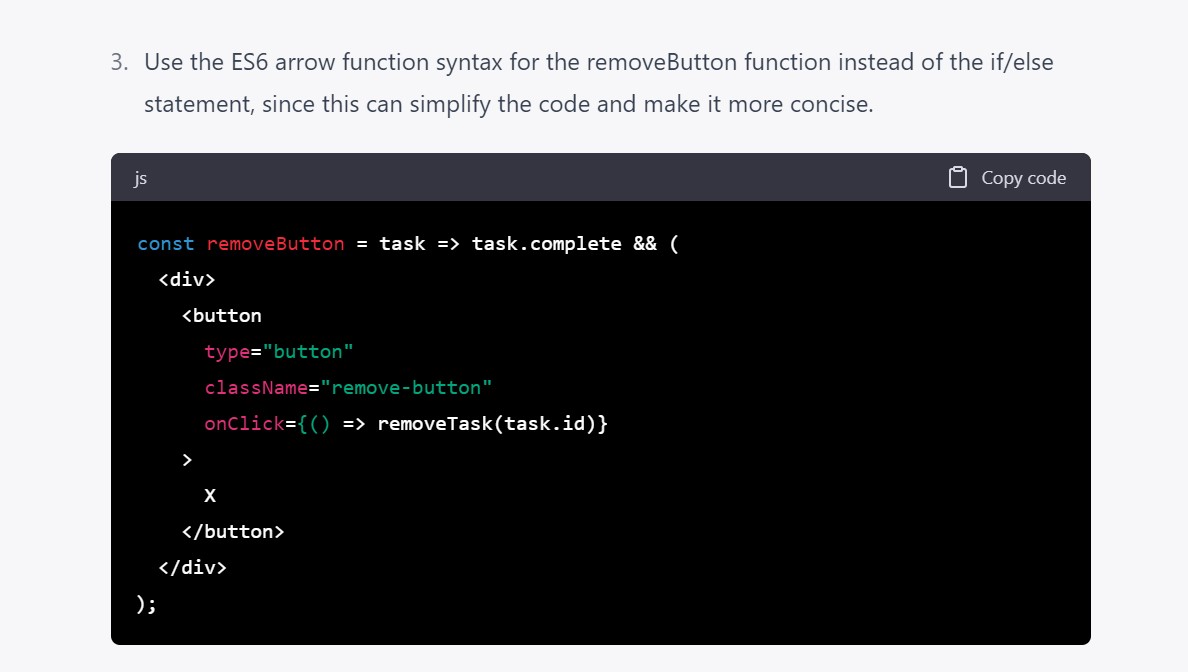 3. Use the ES6 arrow function syntax for the removeButton function instead of the if/else
statement, since this can simplify the code and make it more concise.
js Copy code
const removeButton = task => task.complete && (
  <div>
    <button
      type="button"
      className="remove-button"
      onClick={() => removeTask(task.id)}
    >
      X
    </button>
  </div>
);